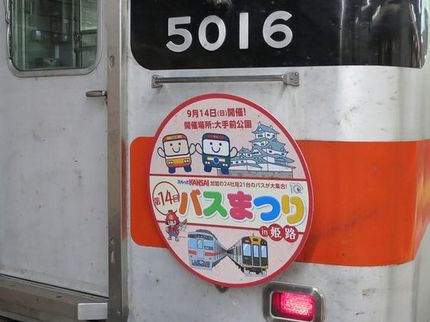 5016
9月14日(日)開催!
開催場所:大手前公園
スルッとKANSAI 加盟の24社局21台のバスが大集合!
第14回
バスまつり
in 姫路